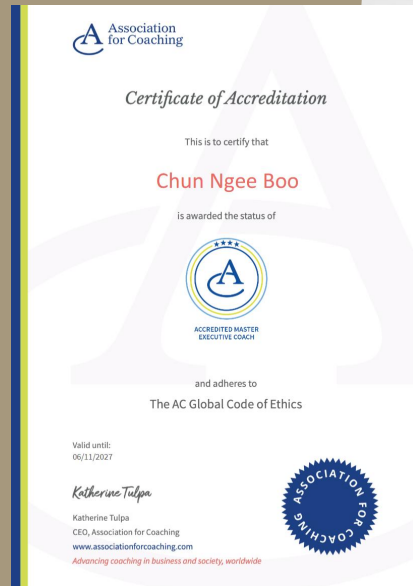 Association
for Coaching
Certificate of Accreditation
This is to certify that
Chun Ngee Boo
is awarded the status of
ACCREDITED MASTER
EXECUTIVE COACH
and adheres to
The AC Global Code of Ethics
Valid until:
06/11/2027
Katherine Tulpa
Katherine Tulpa
CEO, Association for Coaching
www.associationforcoaching.com
Advancing coaching in business and society, worldwide
ASSOCIATION FOR COACHING